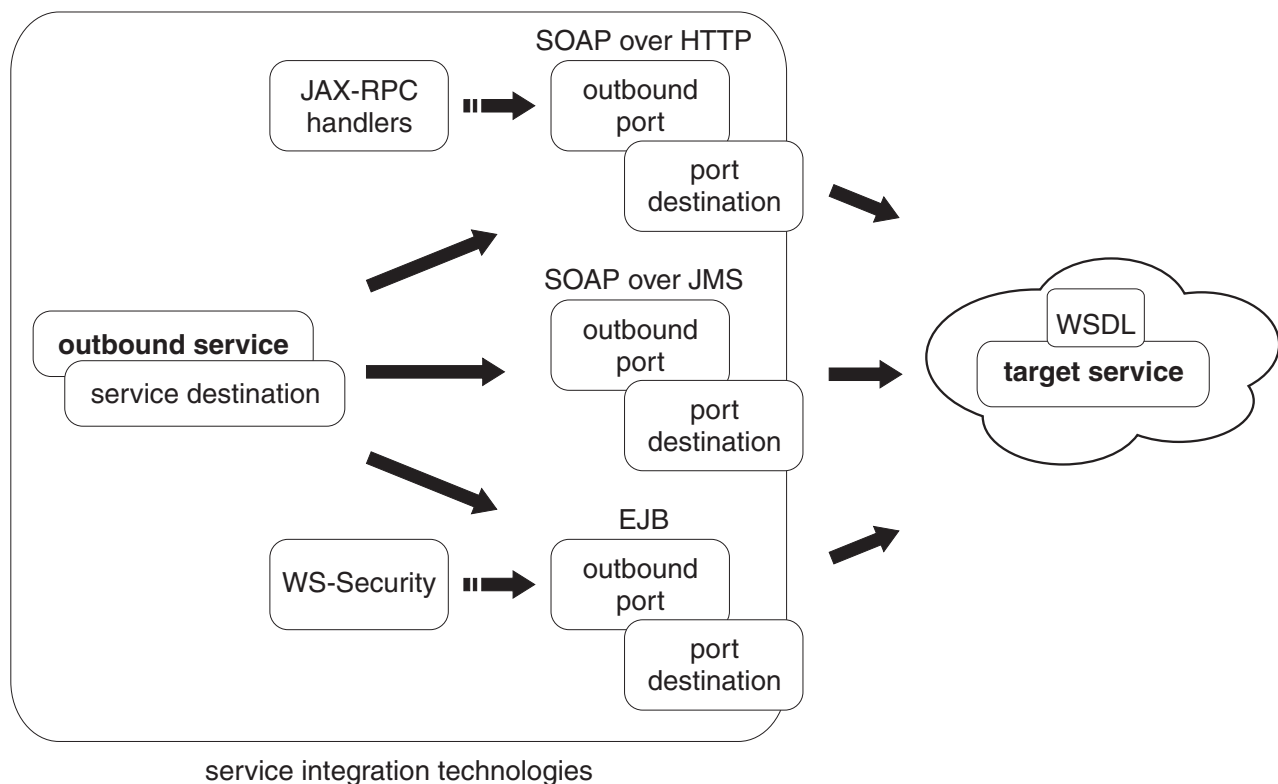 SOAP over HTTP
JAX-RPC
handlers
outbound
port
port
destination
SOAP over JMS
outbound service
service destination
outbound
port
port
destination
WSDL
target service
EJB
WS-Security
outbound
port
port
destination
service integration technologies